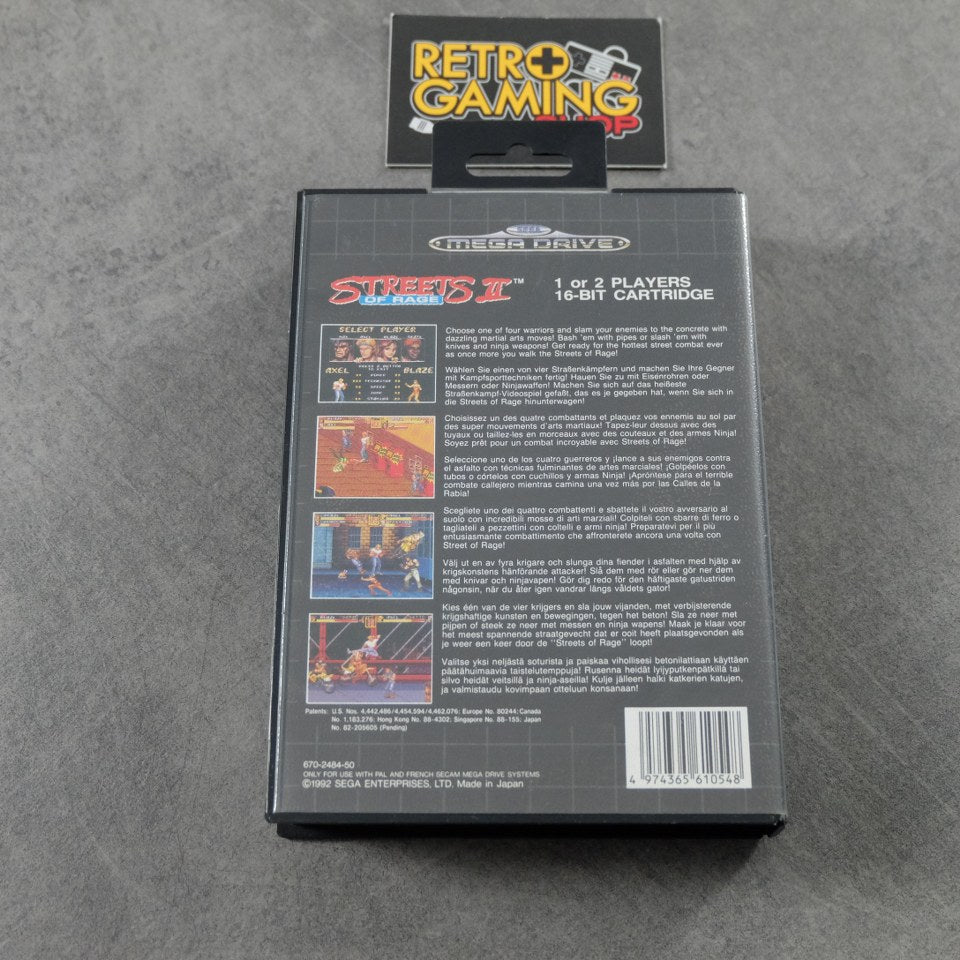 RETRO
GAMING
SHOP
SEGA
MEGA DRIVE
STREETS II™
OF RAGE
1 or 2 PLAYERS
16-BIT CARTRIDGE
SELECT PLAYER
AXEL BLAZE
Choose one of four warriors and slam your enemies to the concrete with
dazzling martial arts moves! Bash 'em with pipes or slash 'em with
knives and ninja weapons! Get ready for the hottest street combat ever
as once more you walk the Streets of Rage!
Wählen Sie einen von vier Straßenkämpfern und machen Sie Ihre Gegner
mit Kampfsporttechniken fertig! Hauen Sie zu mit Eisenrohren oder
Messern oder Ninjawaffen! Machen Sie sich auf das heißeste
Straßenkampf-Videospiel gefaßt, das es je gegeben hat, wenn Sie sich in
die Streets of Rage hinunterwagen!
Choisissez un des quatre combattants et plaquez vos ennemis au sol par
des super mouvements d'arts martiaux! Tapez-leur dessus avec des
tuyaux ou taillez-les en morceaux avec des couteaux et des armes Ninja!
Soyez prêt pour un combat incroyable avec Streets of Rage!
Seleccione uno de los cuatro guerreros y ¡lance a sus enemigos contra
el asfalto con técnicas fulminantes de artes marciales! ¡Golpéelos con
tubos o córtelos con cuchillos y armas Ninja! ¡Apróntese para el terrible
combate callejero mientras camina una vez más por las Calles de la
Rabia!
Scegliete uno dei quattro combattenti e sbattete il vostro avversario al
suolo con incredibili mosse di arti marziali! Colpiteli con sbarre di ferro o
tagliateli a pezzettini con coltelli e armi ninja! Preparatevi per il più
entusiasmante combattimento che affronterete ancora una volta con
Street of Rage!
Välj ut en av fyra krigare och slunga dina fiender i asfalten med hjälp av
krigskonstens hänförande attacker! Slå dem med rör eller gör ner dem
med knivar och ninjavapen! Gör dig redo för den häftigaste gatustriden
någonsin, när du åter igen vandrar längs våldets gator!
Kies één van de vier krijgers en sla jouw vijanden, met verbijsterende
krijgshaftige kunsten en bewegingen, tegen het beton! Sla ze neer met
pijpen of steek ze neer met messen en ninja wapens! Maak je klaar voor
het meest spannende straatgevecht dat er ooit heeft plaatsgevonden als
je weer een keer door de "Streets of Rage" loopt!
Valitse yksi neljästä soturista ja paiskaa vihollisesi betonilattiaan käyttäen
päätähuimaavia taistelutemppuja! Rusenna heidät lyijyputkenpätkillä tai
silvo heidät veitsillä ja ninja-aseilla! Kulje jälleen halki katkerien katujen,
ja valmistaudu kovimpaan otteluun konsanaan!
Patents: U.S. Nos. 4,442,486/4,454,594/4,462,076; Europe No. 80244; Canada
No. 1,183,276; Hong Kong No. 88-4302; Singapore No. 88-155; Japan
No. 82-205605 (Pending)
670-2484-50
ONLY FOR USE WITH PAL AND FRENCH SECAM MEGA DRIVE SYSTEMS
©1992 SEGA ENTERPRISES, LTD. Made in Japan
4 974365 610548